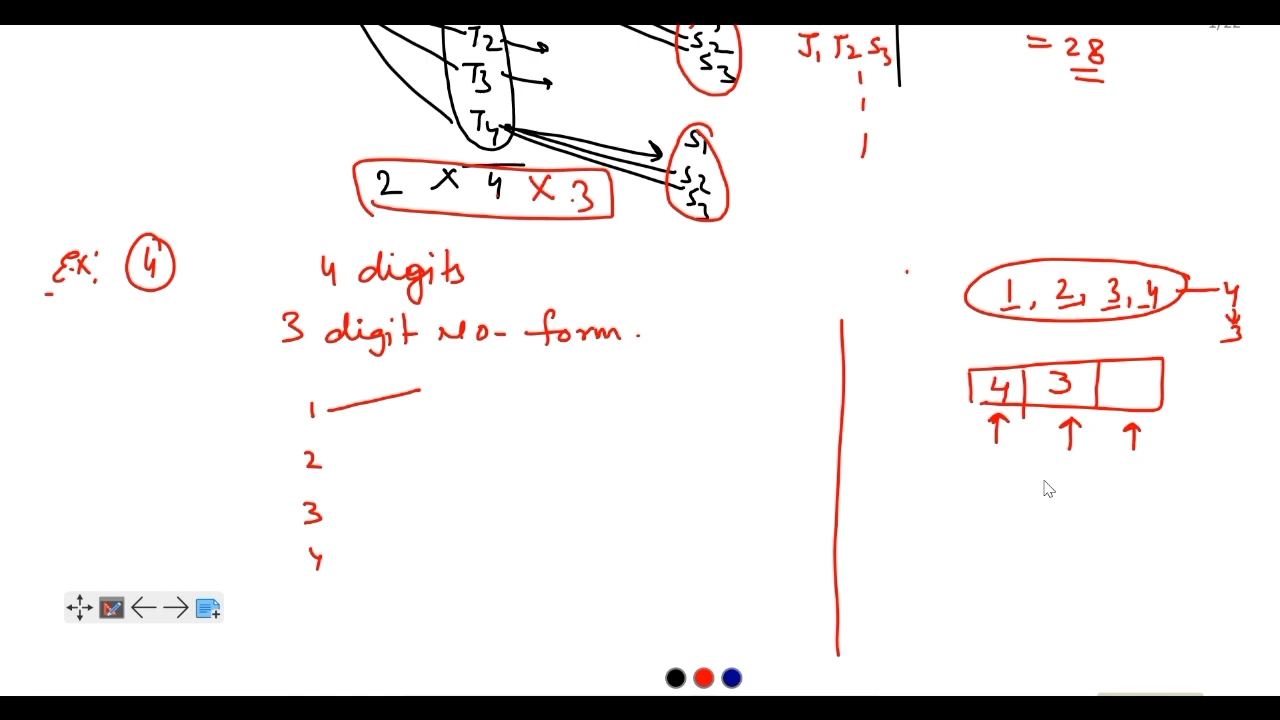 T2
S2
S3
J1 T2 S3
= 28
T3
T4
S1
S2
S3
2 × 4 × 3
Ex: 4
4 digits
3 digit No- form.
1, 2, 3, 4 — 4
3
4 3
1
2
3
4